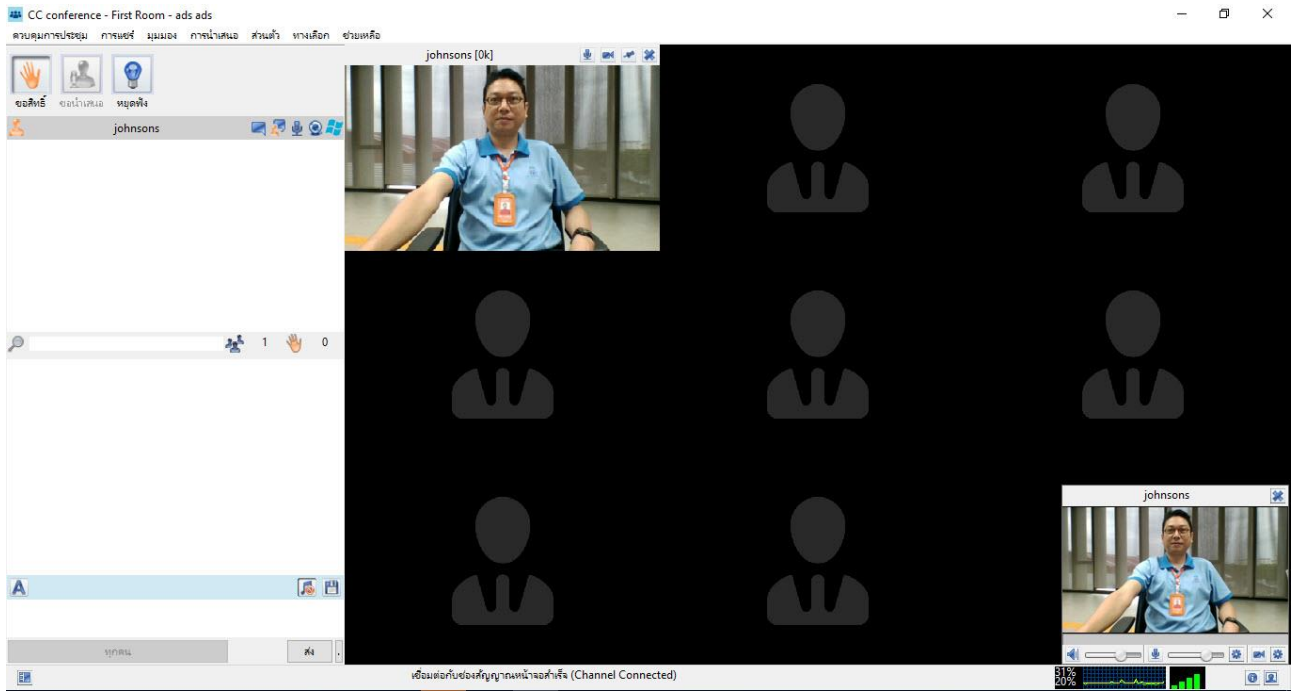 CC conference - First Room - ads ads
ควบคุมการประชุม การแชร์ มุมมอง การนำเสนอ ส่วนตัว ทางเลือก ช่วยเหลือ
johnsons [0k]
ขอสิทธิ์ ขอนำเสนอ หยุดฟัง
johnsons
1 0
johnsons
A
ทุกคน ส่ง
เชื่อมต่อกับช่องสัญญาณหน้าจอสำเร็จ (Channel Connected)
31%
20%